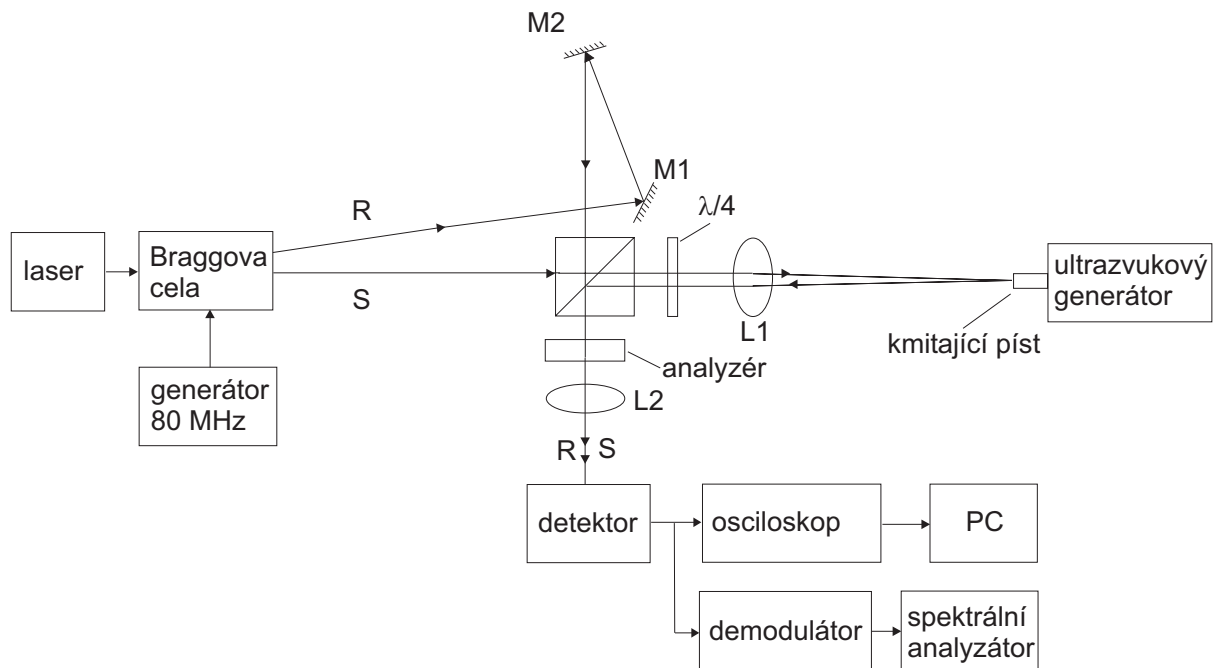 M2
M1
R
λ/4
laser
Braggova
cela
S
ultrazvukový
generátor
L1
kmitající píst
analyzér
generátor
80 MHz
L2
R S
detektor
osciloskop
PC
demodulátor
spektrální
analyzátor